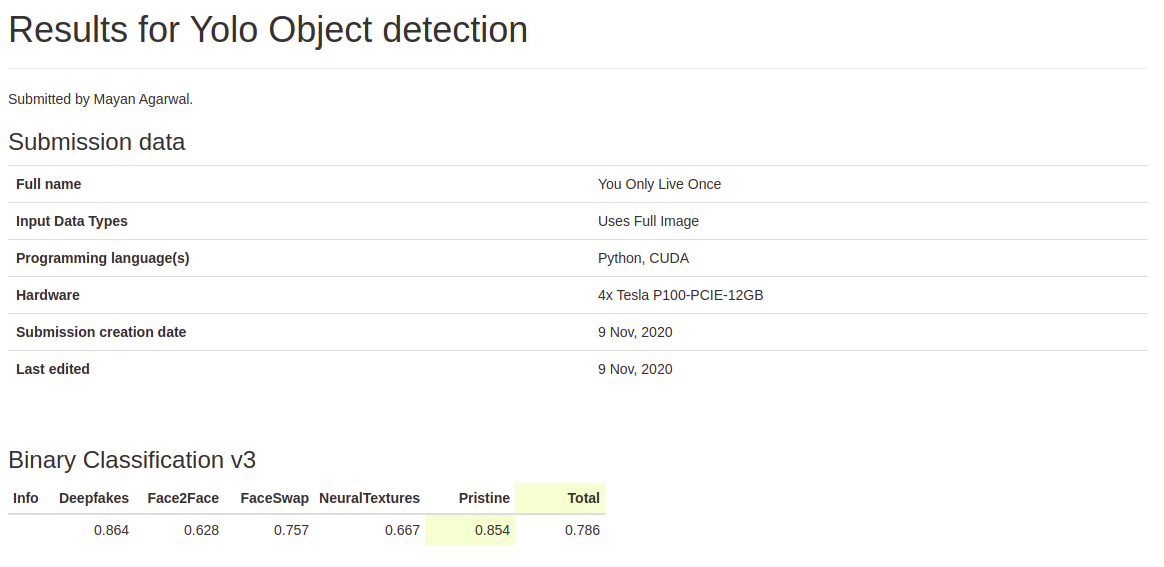 Results for Yolo Object detection
Submitted by Mayan Agarwal.
Submission data
Full name You Only Live Once
Input Data Types Uses Full Image
Programming language(s) Python, CUDA
Hardware 4x Tesla P100-PCIE-12GB
Submission creation date 9 Nov, 2020
Last edited 9 Nov, 2020
Binary Classification v3
Info Deepfakes Face2Face FaceSwap NeuralTextures Pristine Total
0.864 0.628 0.757 0.667 0.854 0.786